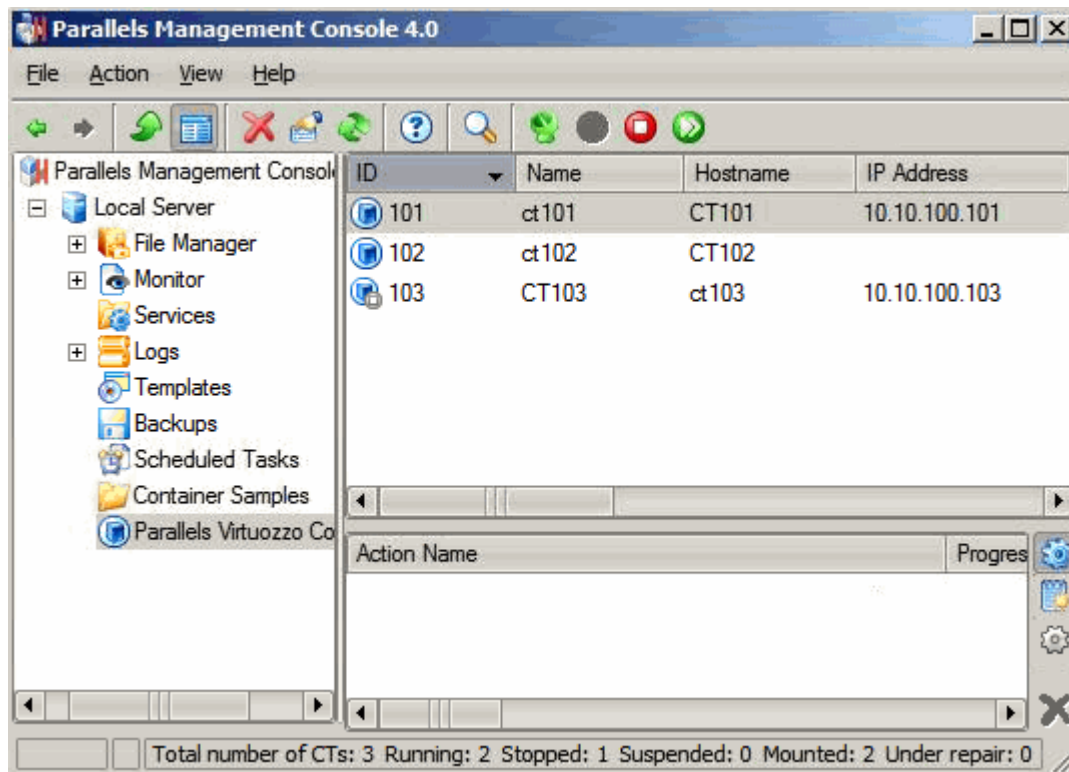 Parallels Management Console 4.0
File Action View Help
Parallels Management Consol
Local Server
File Manager
Monitor
Services
Logs
Templates
Backups
Scheduled Tasks
Container Samples
Parallels Virtuozzo Co
ID Name Hostname IP Address
101 ct101 CT101 10.10.100.101
102 ct102 CT102
103 CT103 ct103 10.10.100.103
Action Name Progres
Total number of CTs: 3 Running: 2 Stopped: 1 Suspended: 0 Mounted: 2 Under repair: 0